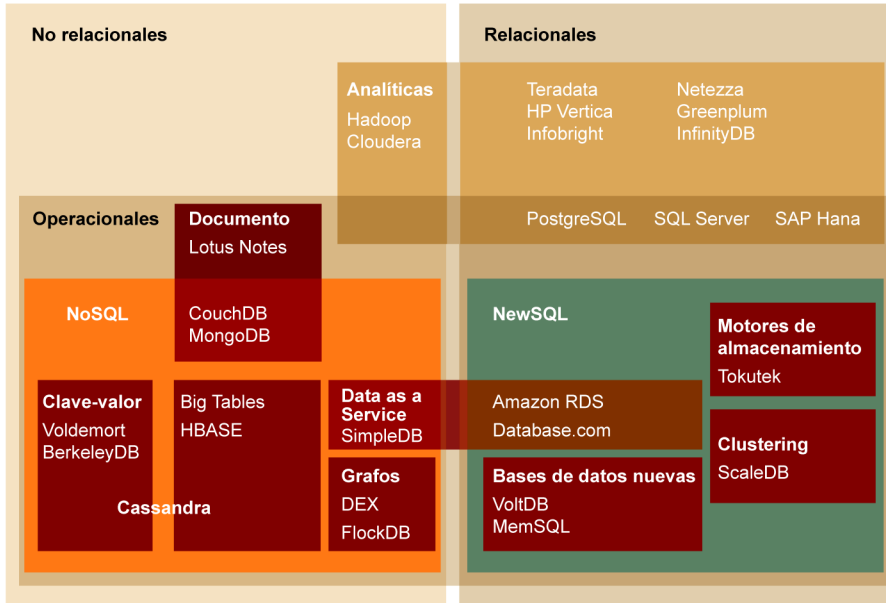 No relacionales
Relacionales
Analíticas
Hadoop
Cloudera
Teradata
HP Vertica
Infobright
Netezza
Greenplum
InfinityDB
Operacionales
Documento
Lotus Notes
PostgreSQL
SQL Server
SAP Hana
NoSQL
CouchDB
MongoDB
NewSQL
Motores de
almacenamiento
Tokutek
Clave-valor
Voldemort
BerkeleyDB
Big Tables
HBASE
Cassandra
Data as a
Service
SimpleDB
Amazon RDS
Database.com
Clustering
ScaleDB
Grafos
DEX
FlockDB
Bases de datos nuevas
VoltDB
MemSQL